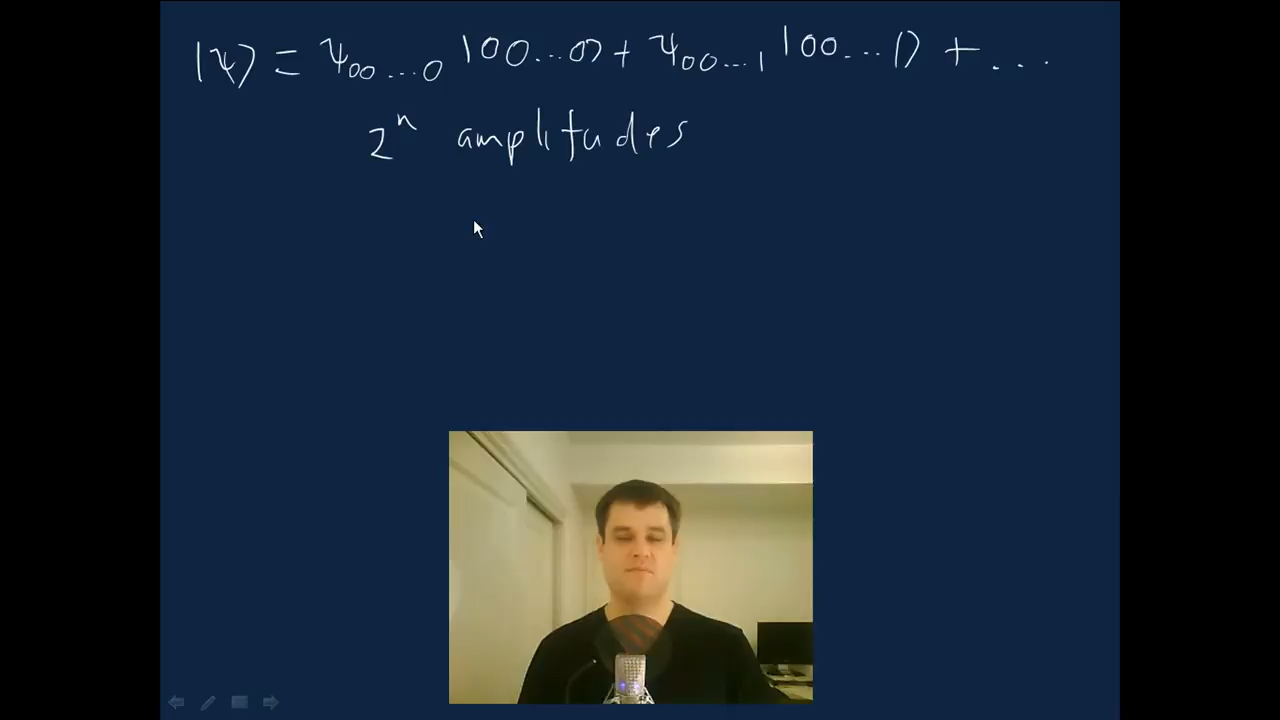 |ψ⟩ = ψ₀₀...₀ |00...0⟩ + ψ₀₀...₁ |00...1⟩ + ...
2ⁿ amplitudes